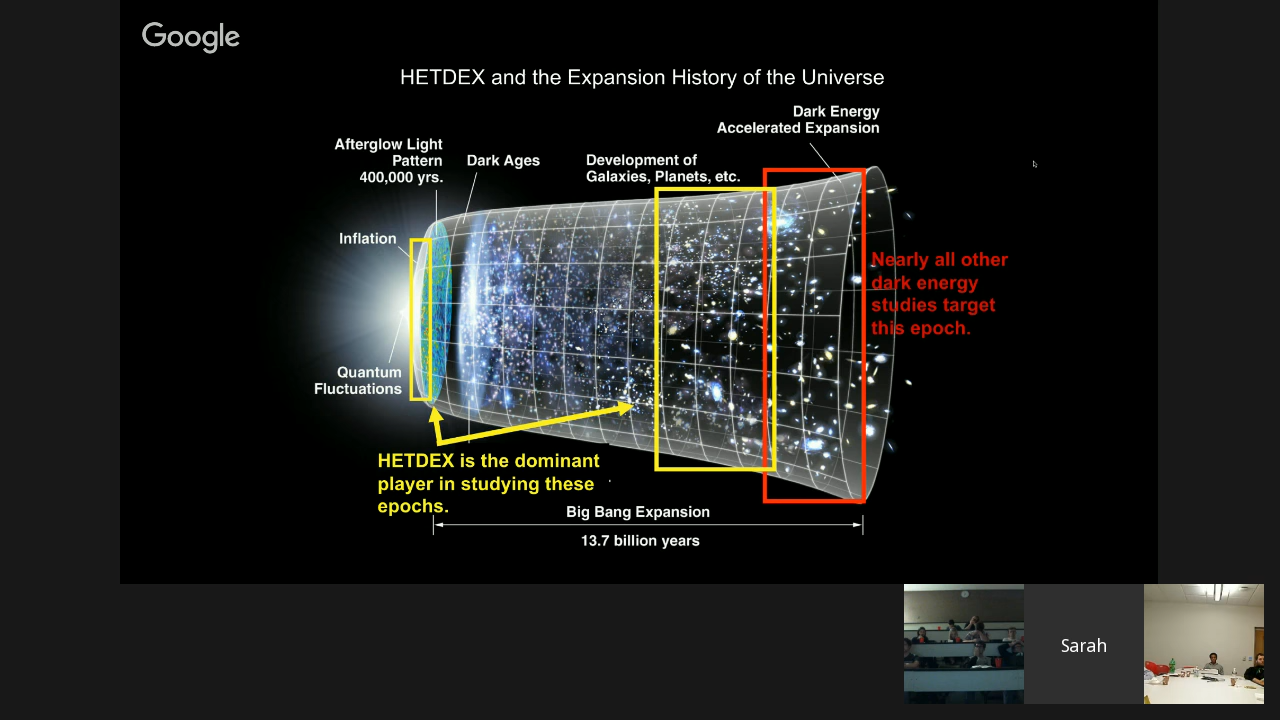 Google
HETDEX and the Expansion History of the Universe
Dark Energy
Accelerated Expansion
Afterglow Light
Pattern
400,000 yrs.
Dark Ages
Development of
Galaxies, Planets, etc.
Inflation
Nearly all other
dark energy
studies target
this epoch.
Quantum
Fluctuations
HETDEX is the dominant
player in studying these
epochs.
Big Bang Expansion
13.7 billion years
Sarah